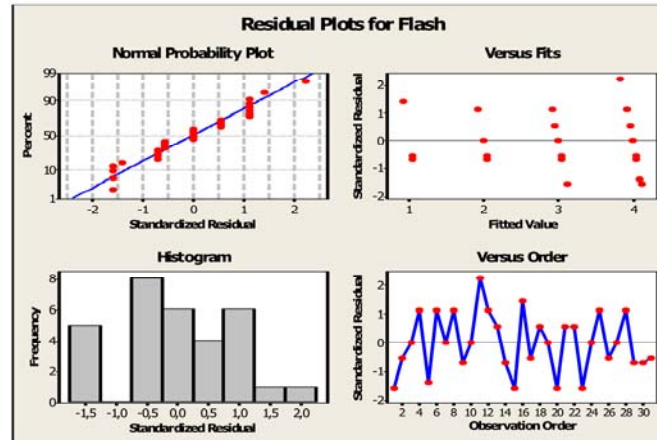 Residual Plots for Flash
Normal Probability Plot
99
90
50
10
1
Percent
-2 -1 0 1 2
Standardized Residual
Versus Fits
2
1
0
-1
-2
Standardized Residual
1 2 3 4
Fitted Value
Histogram
8
6
4
2
0
Frequency
-1,5 -1,0 -0,5 0,0 0,5 1,0 1,5 2,0
Standardized Residual
Versus Order
2
1
0
-1
-2
Standardized Residual
2 4 6 8 10 12 14 16 18 20 22 24 26 28 30
Observation Order